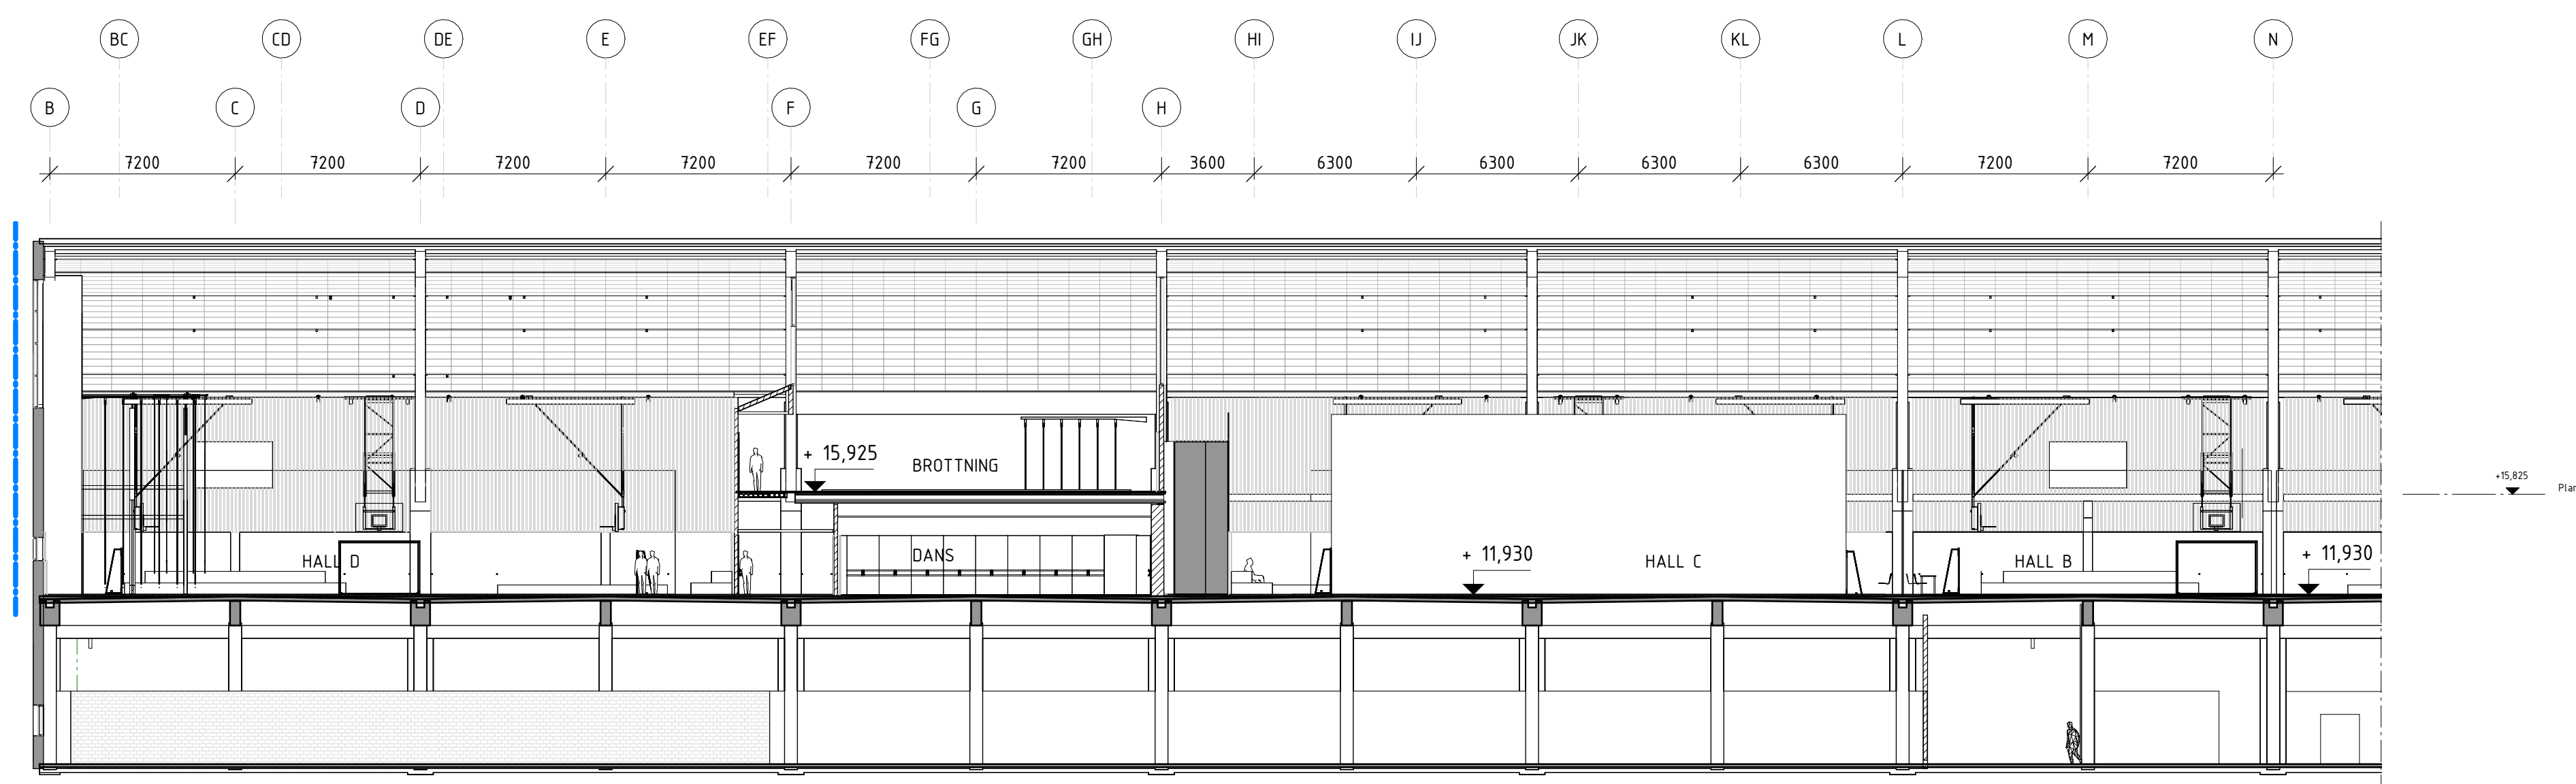 BC CD DE E EF FG GH HI IJ JK KL L M N
B C D F G H
7200 7200 7200 7200 7200 7200 3600 6300 6300 6300 6300 7200 7200
+ 15,925
BROTTNING
+15,825
Plan
HALL D
DANS
+ 11,930
HALL C
HALL B
+ 11,930